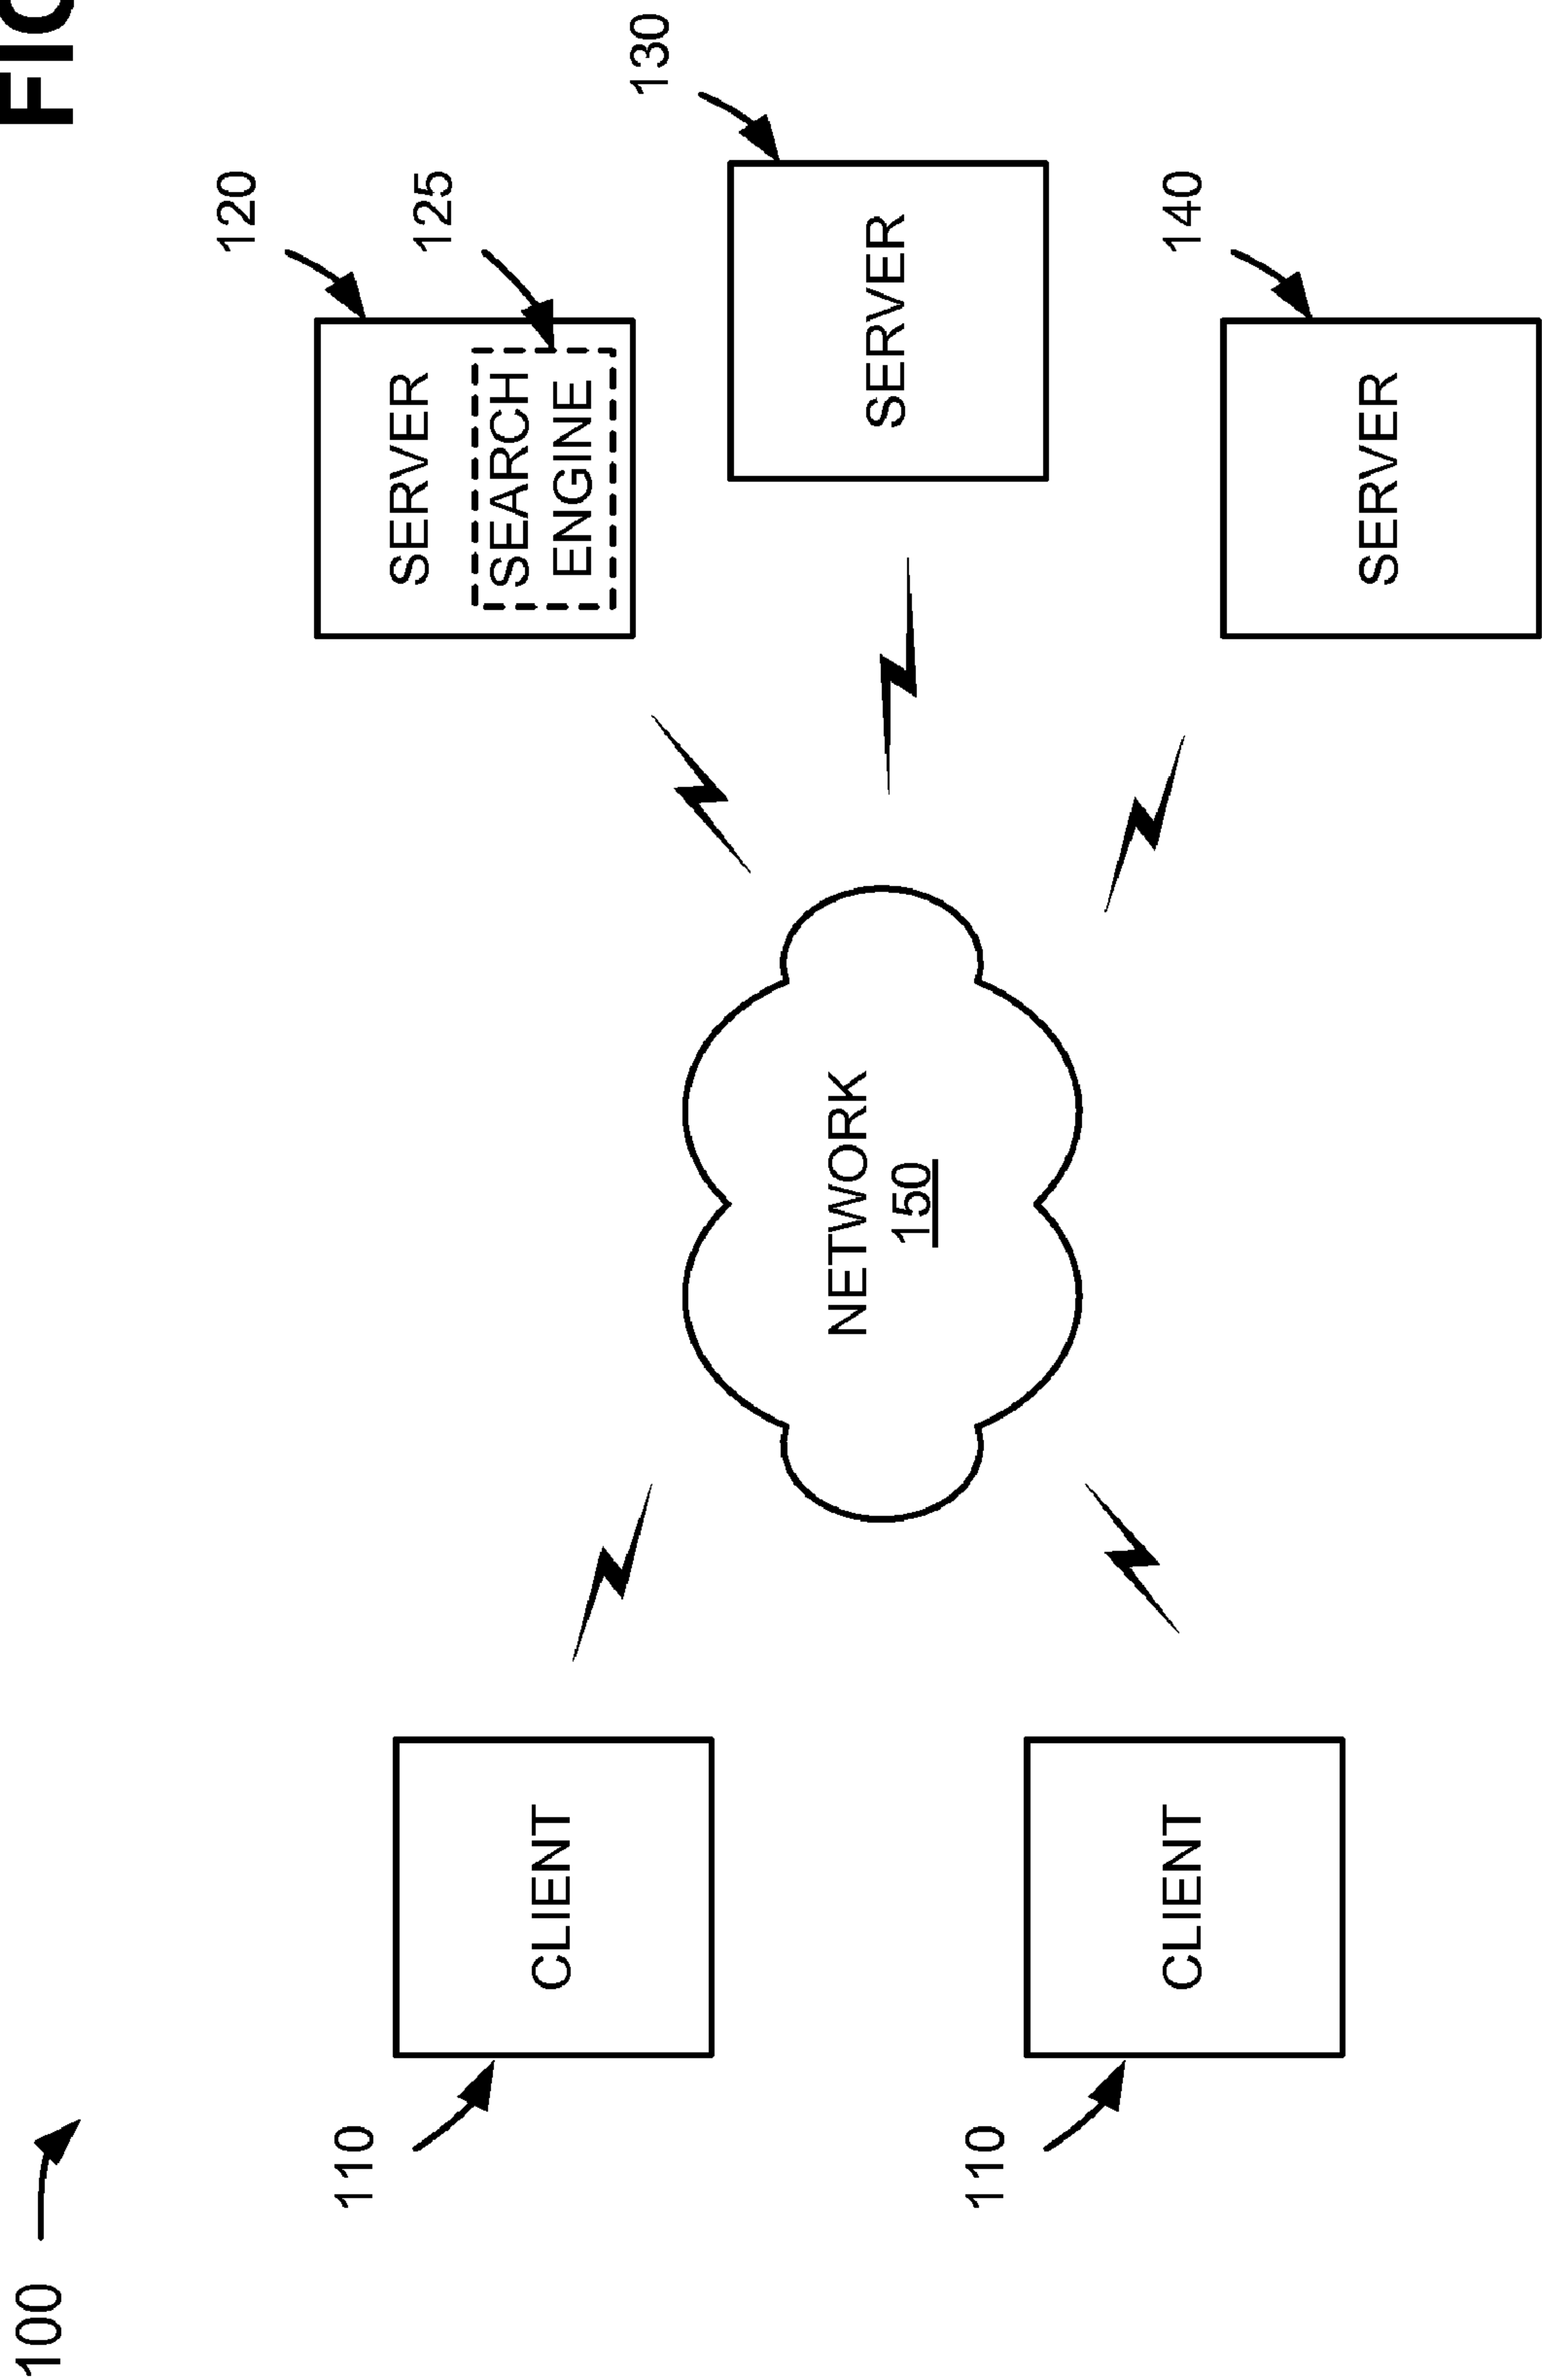 FIG
100
110
CLIENT
110
CLIENT
NETWORK
150
120
SERVER
125
SEARCH
ENGINE
130
SERVER
140
SERVER